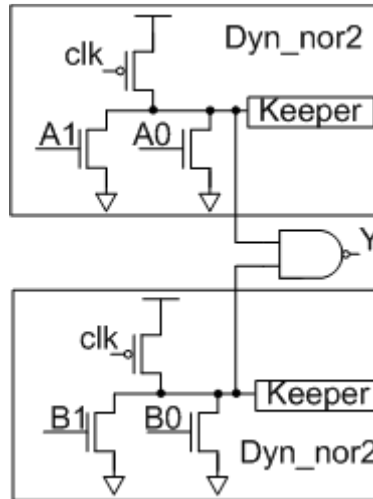 Dyn_nor2
clk
Keeper
A1 A0
Y
clk
Keeper
B1 B0
Dyn_nor2